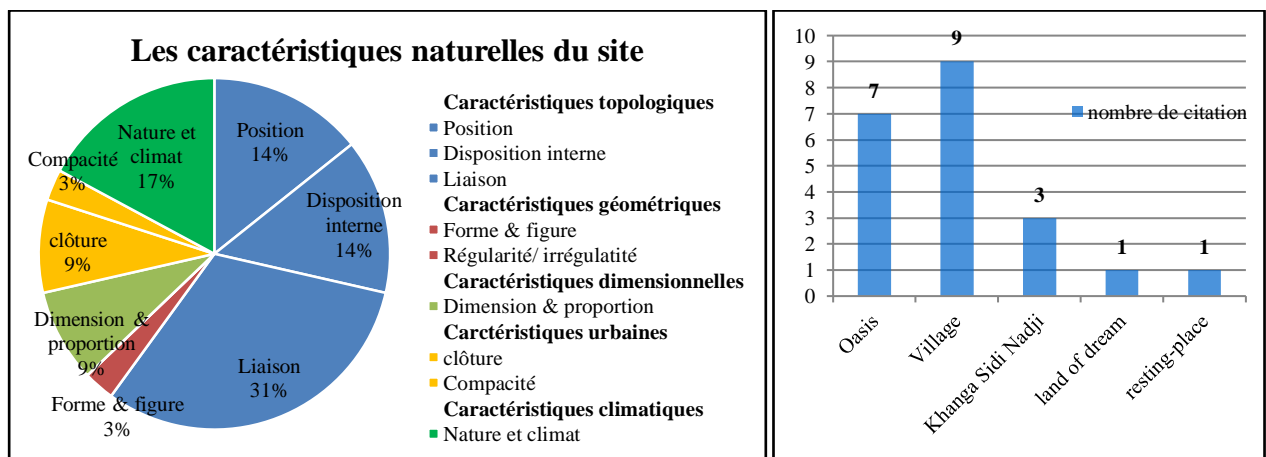 Les caractéristiques naturelles du site
Nature et
climat
17%
Position
14%
Compacité
3%
Disposition
interne
14%
clôture
9%
Dimension &
proportion
9%
Liaison
31%
Forme & figure
3%
Caractéristiques topologiques
Position
Disposition interne
Liaison
Caractéristiques géométriques
Forme & figure
Régularité/ irrégulatité
Caractéristiques dimensionnelles
Dimension & proportion
Carctéristiques urbaines
clôture
Compacité
Caractéristiques climatiques
Nature et climat
10
9
8
7
6
5
4
3
2
1
0
7
9
3
1
1
nombre de citation
Oasis
Village
Khanga Sidi Nadji
land of dream
resting-place